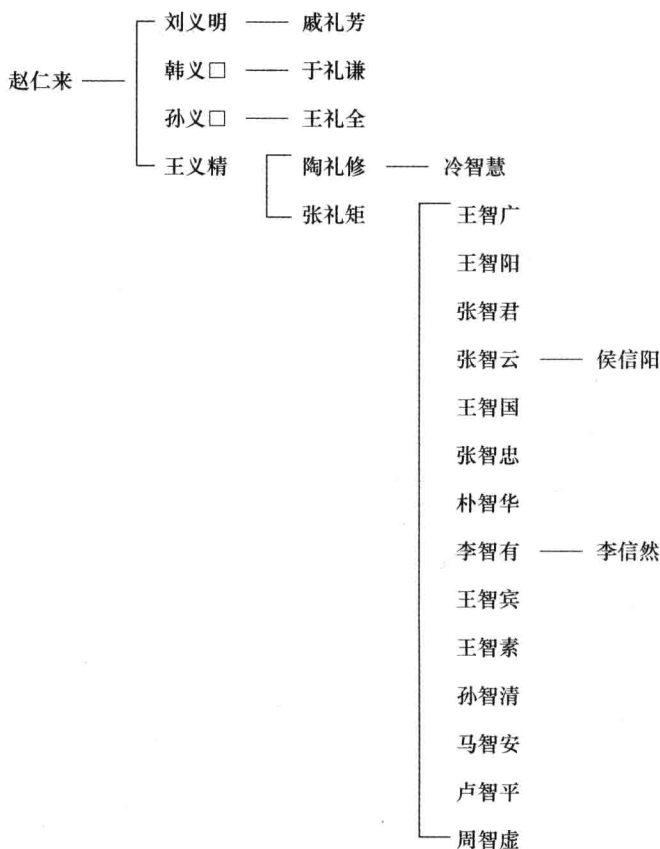 刘义明 戚礼芳
赵仁来 韩义□ 于礼谦
孙义□ 王礼全
王义精 陶礼修 冷智慧
张礼矩 王智广
王智阳
张智君
张智云 侯信阳
王智国
张智忠
朴智华
李智有 李信然
王智宾
王智素
孙智清
马智安
卢智平
周智虚